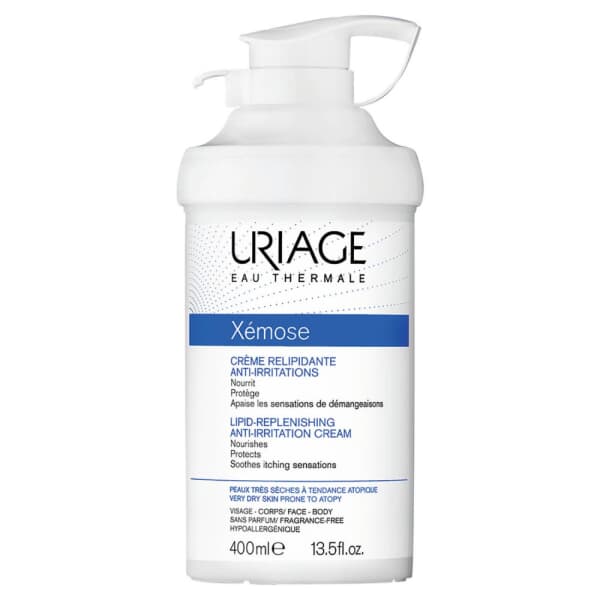 URIAGE
EAU THERMALE
Xémose
CRÈME RELIPIDANTE
ANTI-IRRITATIONS
Nourrit
Protège
Apaise les sensations de démangeaisons
LIPID-REPLENISHING
ANTI-IRRITATION CREAM
Nourishes
Protects
Soothes itching sensations
PEAUX TRÈS SÈCHES À TENDANCE ATOPIQUE
VERY DRY SKIN PRONE TO ATOPY
VISAGE - CORPS/ FACE - BODY
SANS PARFUM/ FRAGRANCE-FREE
HYPOALLERGÉNIQUE
400ml℮ 13.5fl.oz.